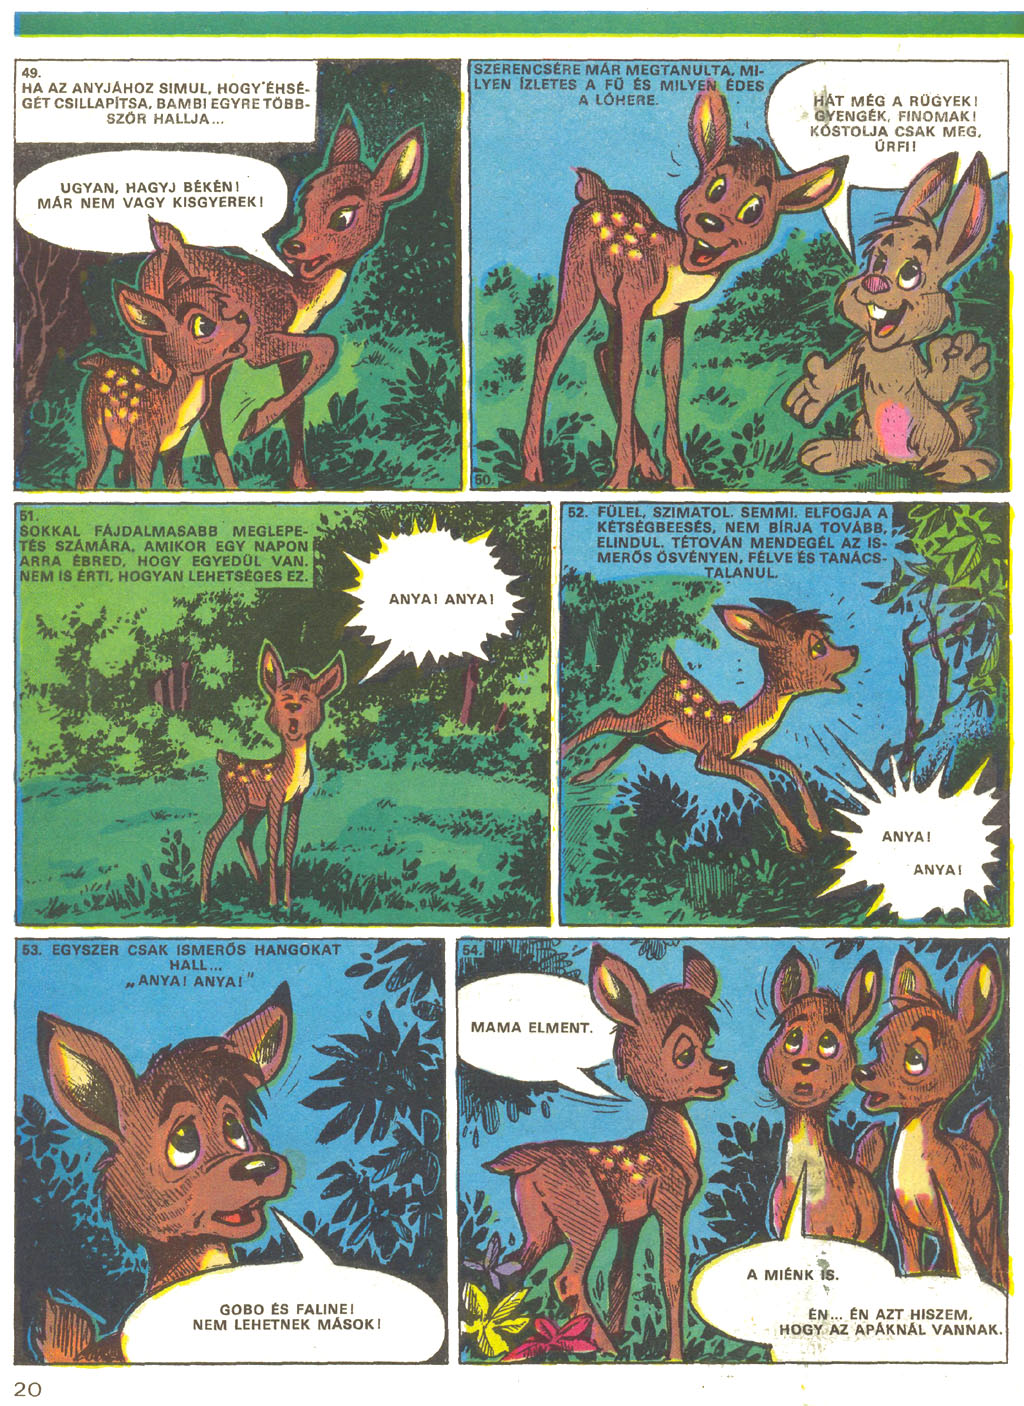 49.
HA AZ ANYJÁHOZ SIMUL, HOGY ÉHSÉ-
GÉT CSILLAPÍTSA, BAMBI EGYRE TÖBB-
SZÖR HALLJA...
UGYAN, HAGYJ BÉKÉN!
MÁR NEM VAGY KISGYEREK!
SZERENCSÉRE MÁR MEGTANULTA, MI-
LYEN ÍZLETES A FŰ ÉS MILYEN ÉDES
A LÓHERE.
HÁT MÉG A RÜGYEK!
GYENGÉK, FINOMAK!
KÓSTOLJA CSAK MEG,
ÚRFI!
50.
51.
SOKKAL FÁJDALMASABB MEGLEPE-
TÉS SZÁMÁRA, AMIKOR EGY NAPON
ARRA ÉBRED, HOGY EGYEDÜL VAN.
NEM IS ÉRTI, HOGYAN LEHETSÉGES EZ.
ANYA! ANYA!
52. FÜLEL, SZIMATOL. SEMMI. ELFOGJA A
KÉTSÉGBEESÉS, NEM BÍRJA TOVÁBB,
ELINDUL. TÉTOVÁN MENDEGÉL AZ IS-
MERŐS ÖSVÉNYEN, FÉLVE ÉS TANÁCS-
TALANUL.
ANYA!
ANYA!
53. EGYSZER CSAK ISMERŐS HANGOKAT
HALL...
„ANYA! ANYA!"
GOBO ÉS FALINE!
NEM LEHETNEK MÁSOK!
54.
MAMA ELMENT.
A MIÉNK IS.
ÉN... ÉN AZT HISZEM,
HOGY AZ APÁKNÁL VANNAK.
20